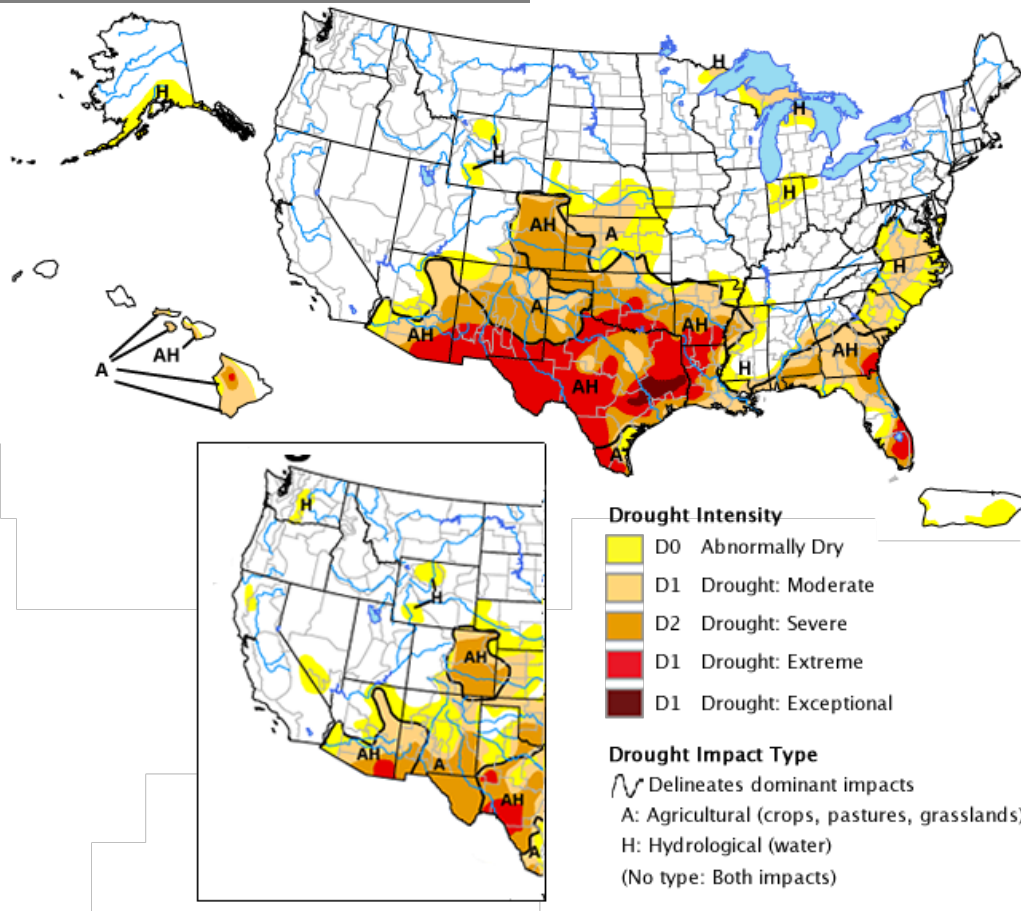 H
H
H
H
H
AH
A
H
A
AH
AH
AH
A
AH
H
AH
A
H
H
AH
AH
A
AH
A
Drought Intensity
D0 Abnormally Dry
D1 Drought: Moderate
D2 Drought: Severe
D1 Drought: Extreme
D1 Drought: Exceptional
Drought Impact Type
Delineates dominant impacts
A: Agricultural (crops, pastures, grasslands)
H: Hydrological (water)
(No type: Both impacts)